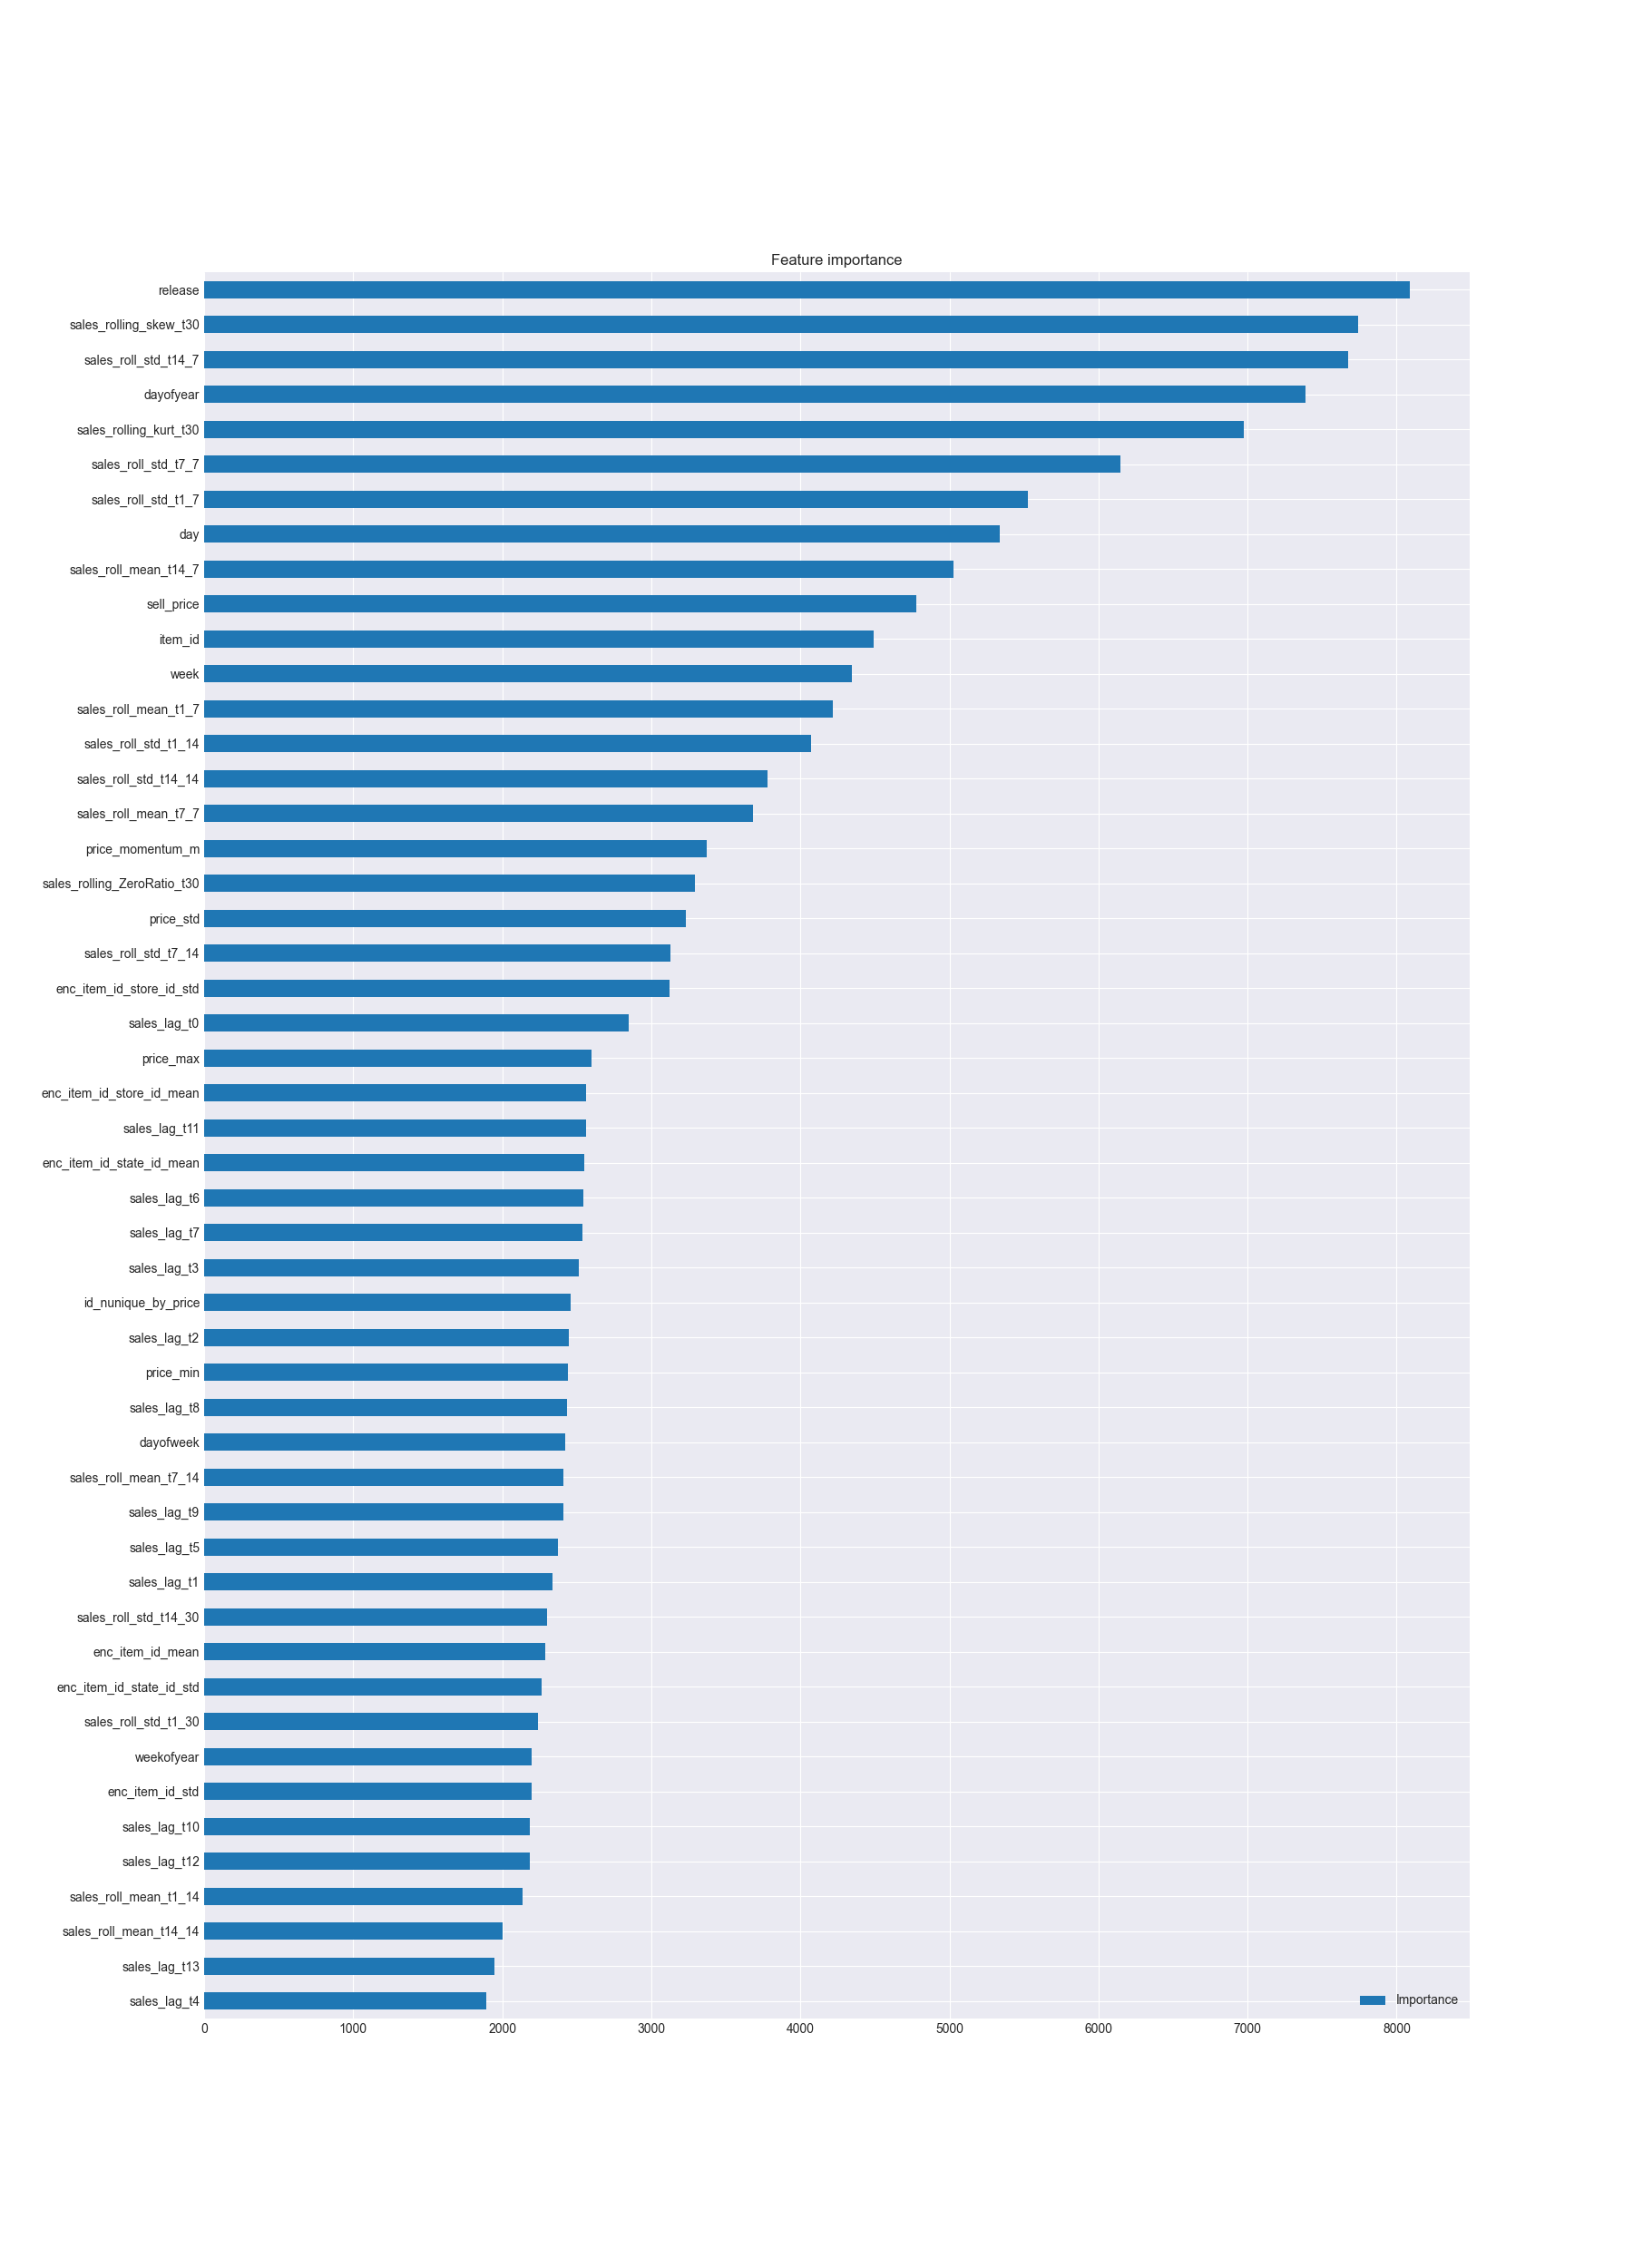 Feature importance
release
sales_rolling_skew_t30
sales_roll_std_t14_7
dayofyear
sales_rolling_kurt_t30
sales_roll_std_t7_7
sales_roll_std_t1_7
day
sales_roll_mean_t14_7
sell_price
item_id
week
sales_roll_mean_t1_7
sales_roll_std_t1_14
sales_roll_std_t14_14
sales_roll_mean_t7_7
price_momentum_m
sales_rolling_ZeroRatio_t30
price_std
sales_roll_std_t7_14
enc_item_id_store_id_std
sales_lag_t0
price_max
enc_item_id_store_id_mean
sales_lag_t11
enc_item_id_state_id_mean
sales_lag_t6
sales_lag_t7
sales_lag_t3
id_nunique_by_price
sales_lag_t2
price_min
sales_lag_t8
dayofweek
sales_roll_mean_t7_14
sales_lag_t9
sales_lag_t5
sales_lag_t1
sales_roll_std_t14_30
enc_item_id_mean
enc_item_id_state_id_std
sales_roll_std_t1_30
weekofyear
enc_item_id_std
sales_lag_t10
sales_lag_t12
sales_roll_mean_t1_14
sales_roll_mean_t14_14
sales_lag_t13
sales_lag_t4
Importance
0 1000 2000 3000 4000 5000 6000 7000 8000